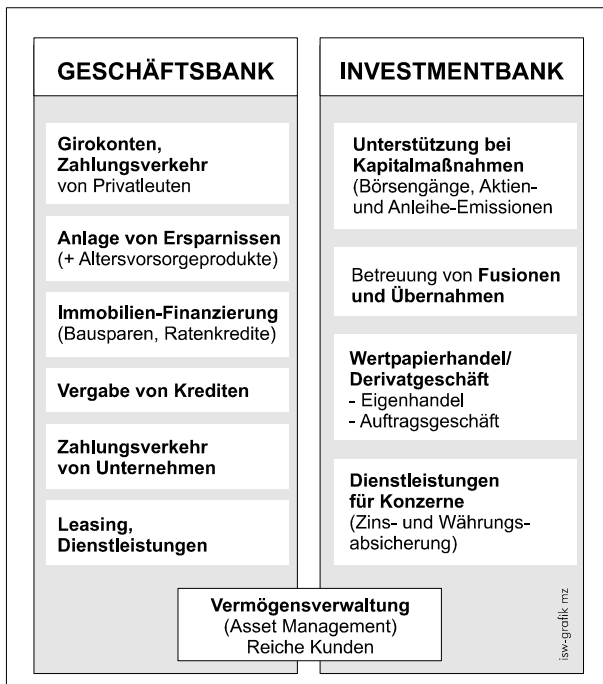 GESCHÄFTSBANK
Girokonten,
Zahlungsverkehr
von Privatleuten
Anlage von Ersparnissen
(+ Altersvorsorgeprodukte)
Immobilien-Finanzierung
(Bausparen, Ratenkredite)
Vergabe von Krediten
Zahlungsverkehr
von Unternehmen
Leasing,
Dienstleistungen
INVESTMENTBANK
Unterstützung bei
Kapitalmaßnahmen
(Börsengänge, Aktien-
und Anleihe-Emissionen
Betreuung von Fusionen
und Übernahmen
Wertpapierhandel/
Derivatgeschäft
- Eigenhandel
- Auftragsgeschäft
Dienstleistungen
für Konzerne
(Zins- und Währungs-
absicherung)
Vermögensverwaltung
(Asset Management)
Reiche Kunden
isw-grafik mz